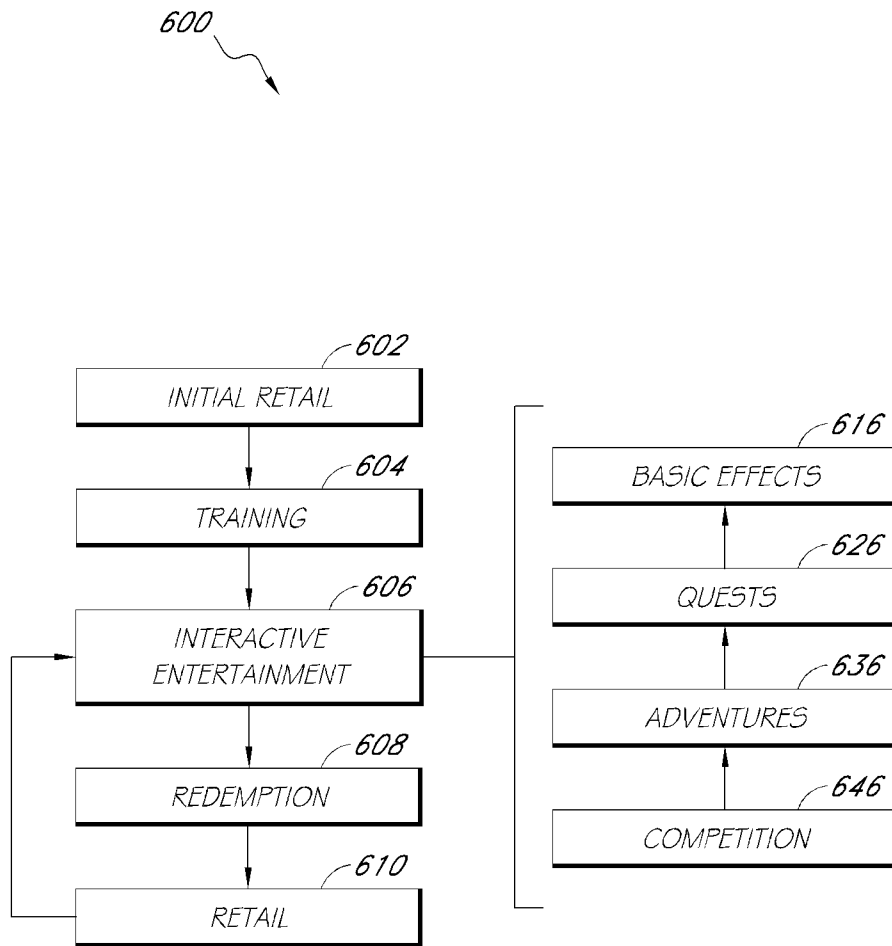 600
602
INITIAL RETAIL
604
TRAINING
606
INTERACTIVE
ENTERTAINMENT
608
REDEMPTION
610
RETAIL
616
BASIC EFFECTS
626
QUESTS
636
ADVENTURES
646
COMPETITION